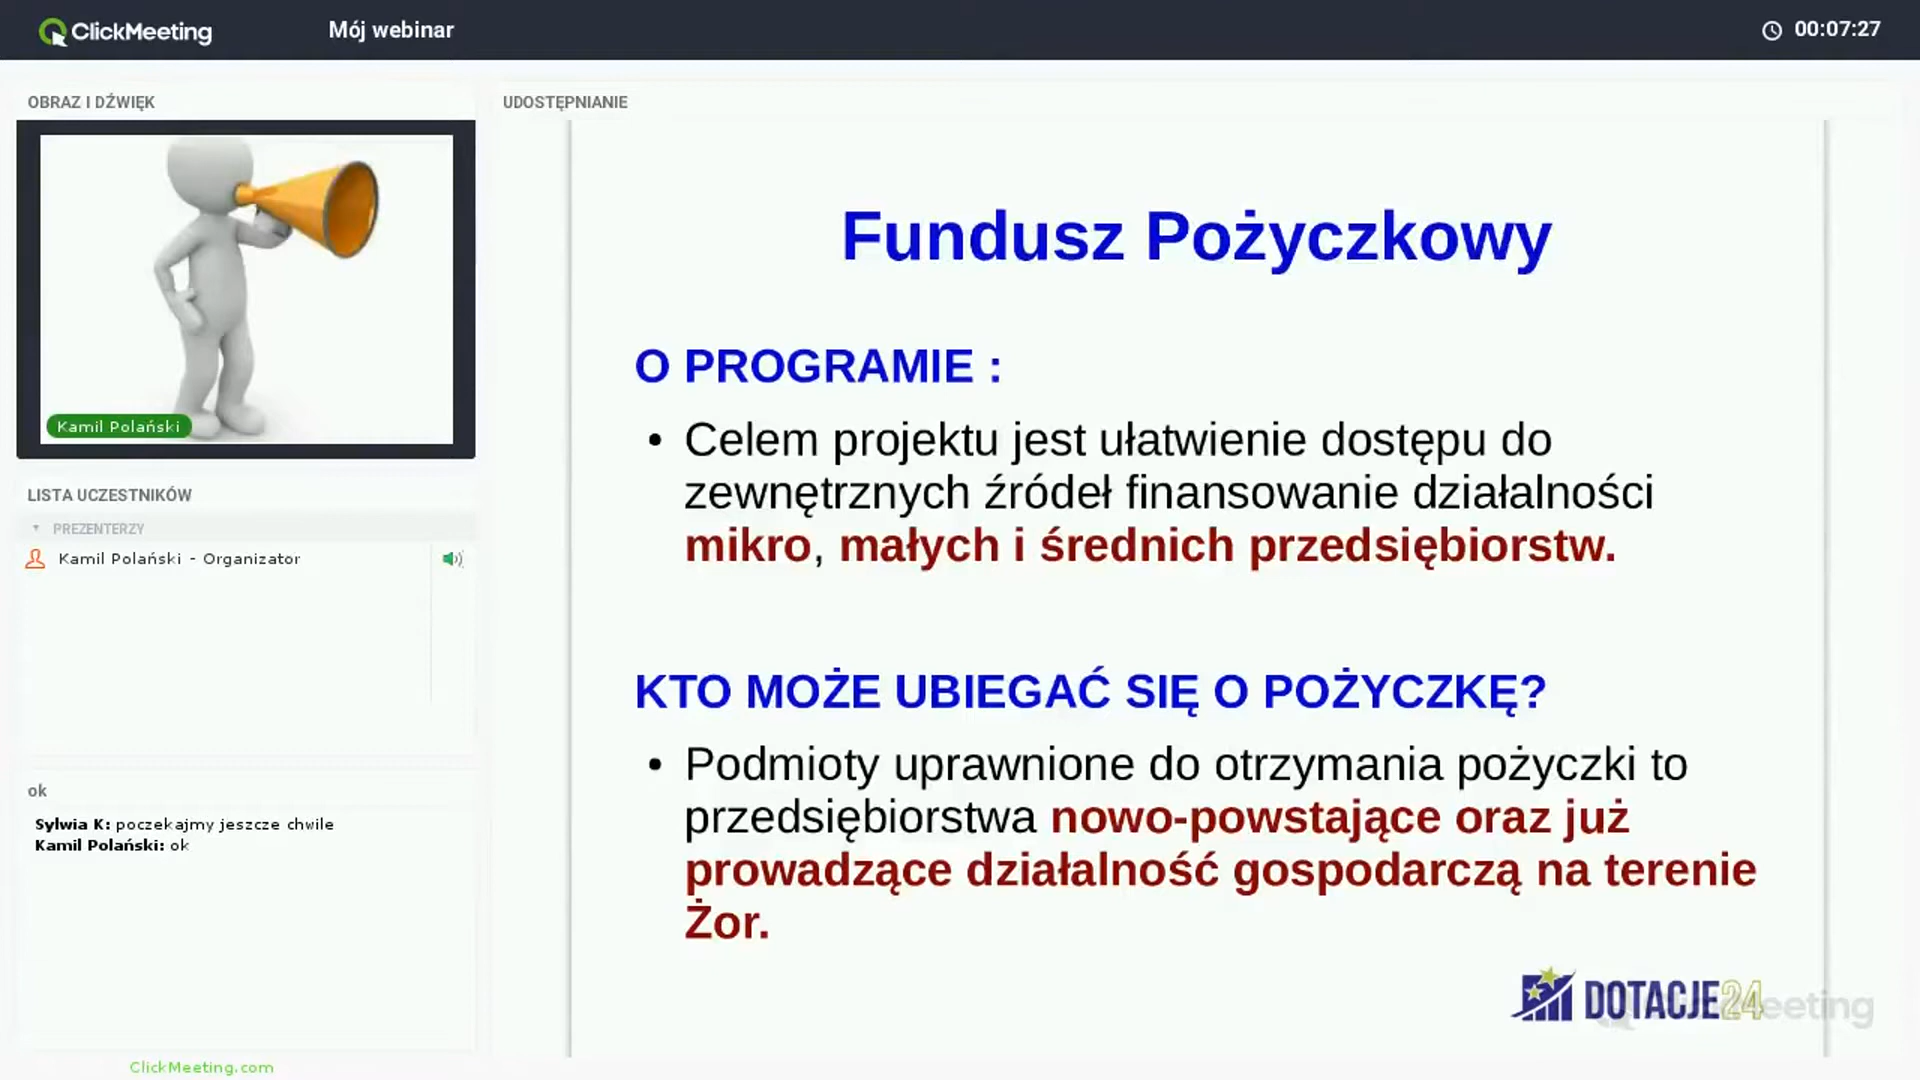 ClickMeeting
Mój webinar
00:07:27
OBRAZ I DŹWIĘK
Kamil Polański
LISTA UCZESTNIKÓW
PREZENTERZY
Kamil Polański - Organizator
ok
Sylwia K: poczekajmy jeszcze chwile
Kamil Polański: ok
ClickMeeting.com
UDOSTĘPNIANIE
Fundusz Pożyczkowy
O PROGRAMIE :
• Celem projektu jest ułatwienie dostępu do
zewnętrznych źródeł finansowanie działalności
mikro, małych i średnich przedsiębiorstw.
KTO MOŻE UBIEGAĆ SIĘ O POŻYCZKĘ?
• Podmioty uprawnione do otrzymania pożyczki to
przedsiębiorstwa nowo-powstające oraz już
prowadzące działalność gospodarczą na terenie
Żor.
DOTACJE24